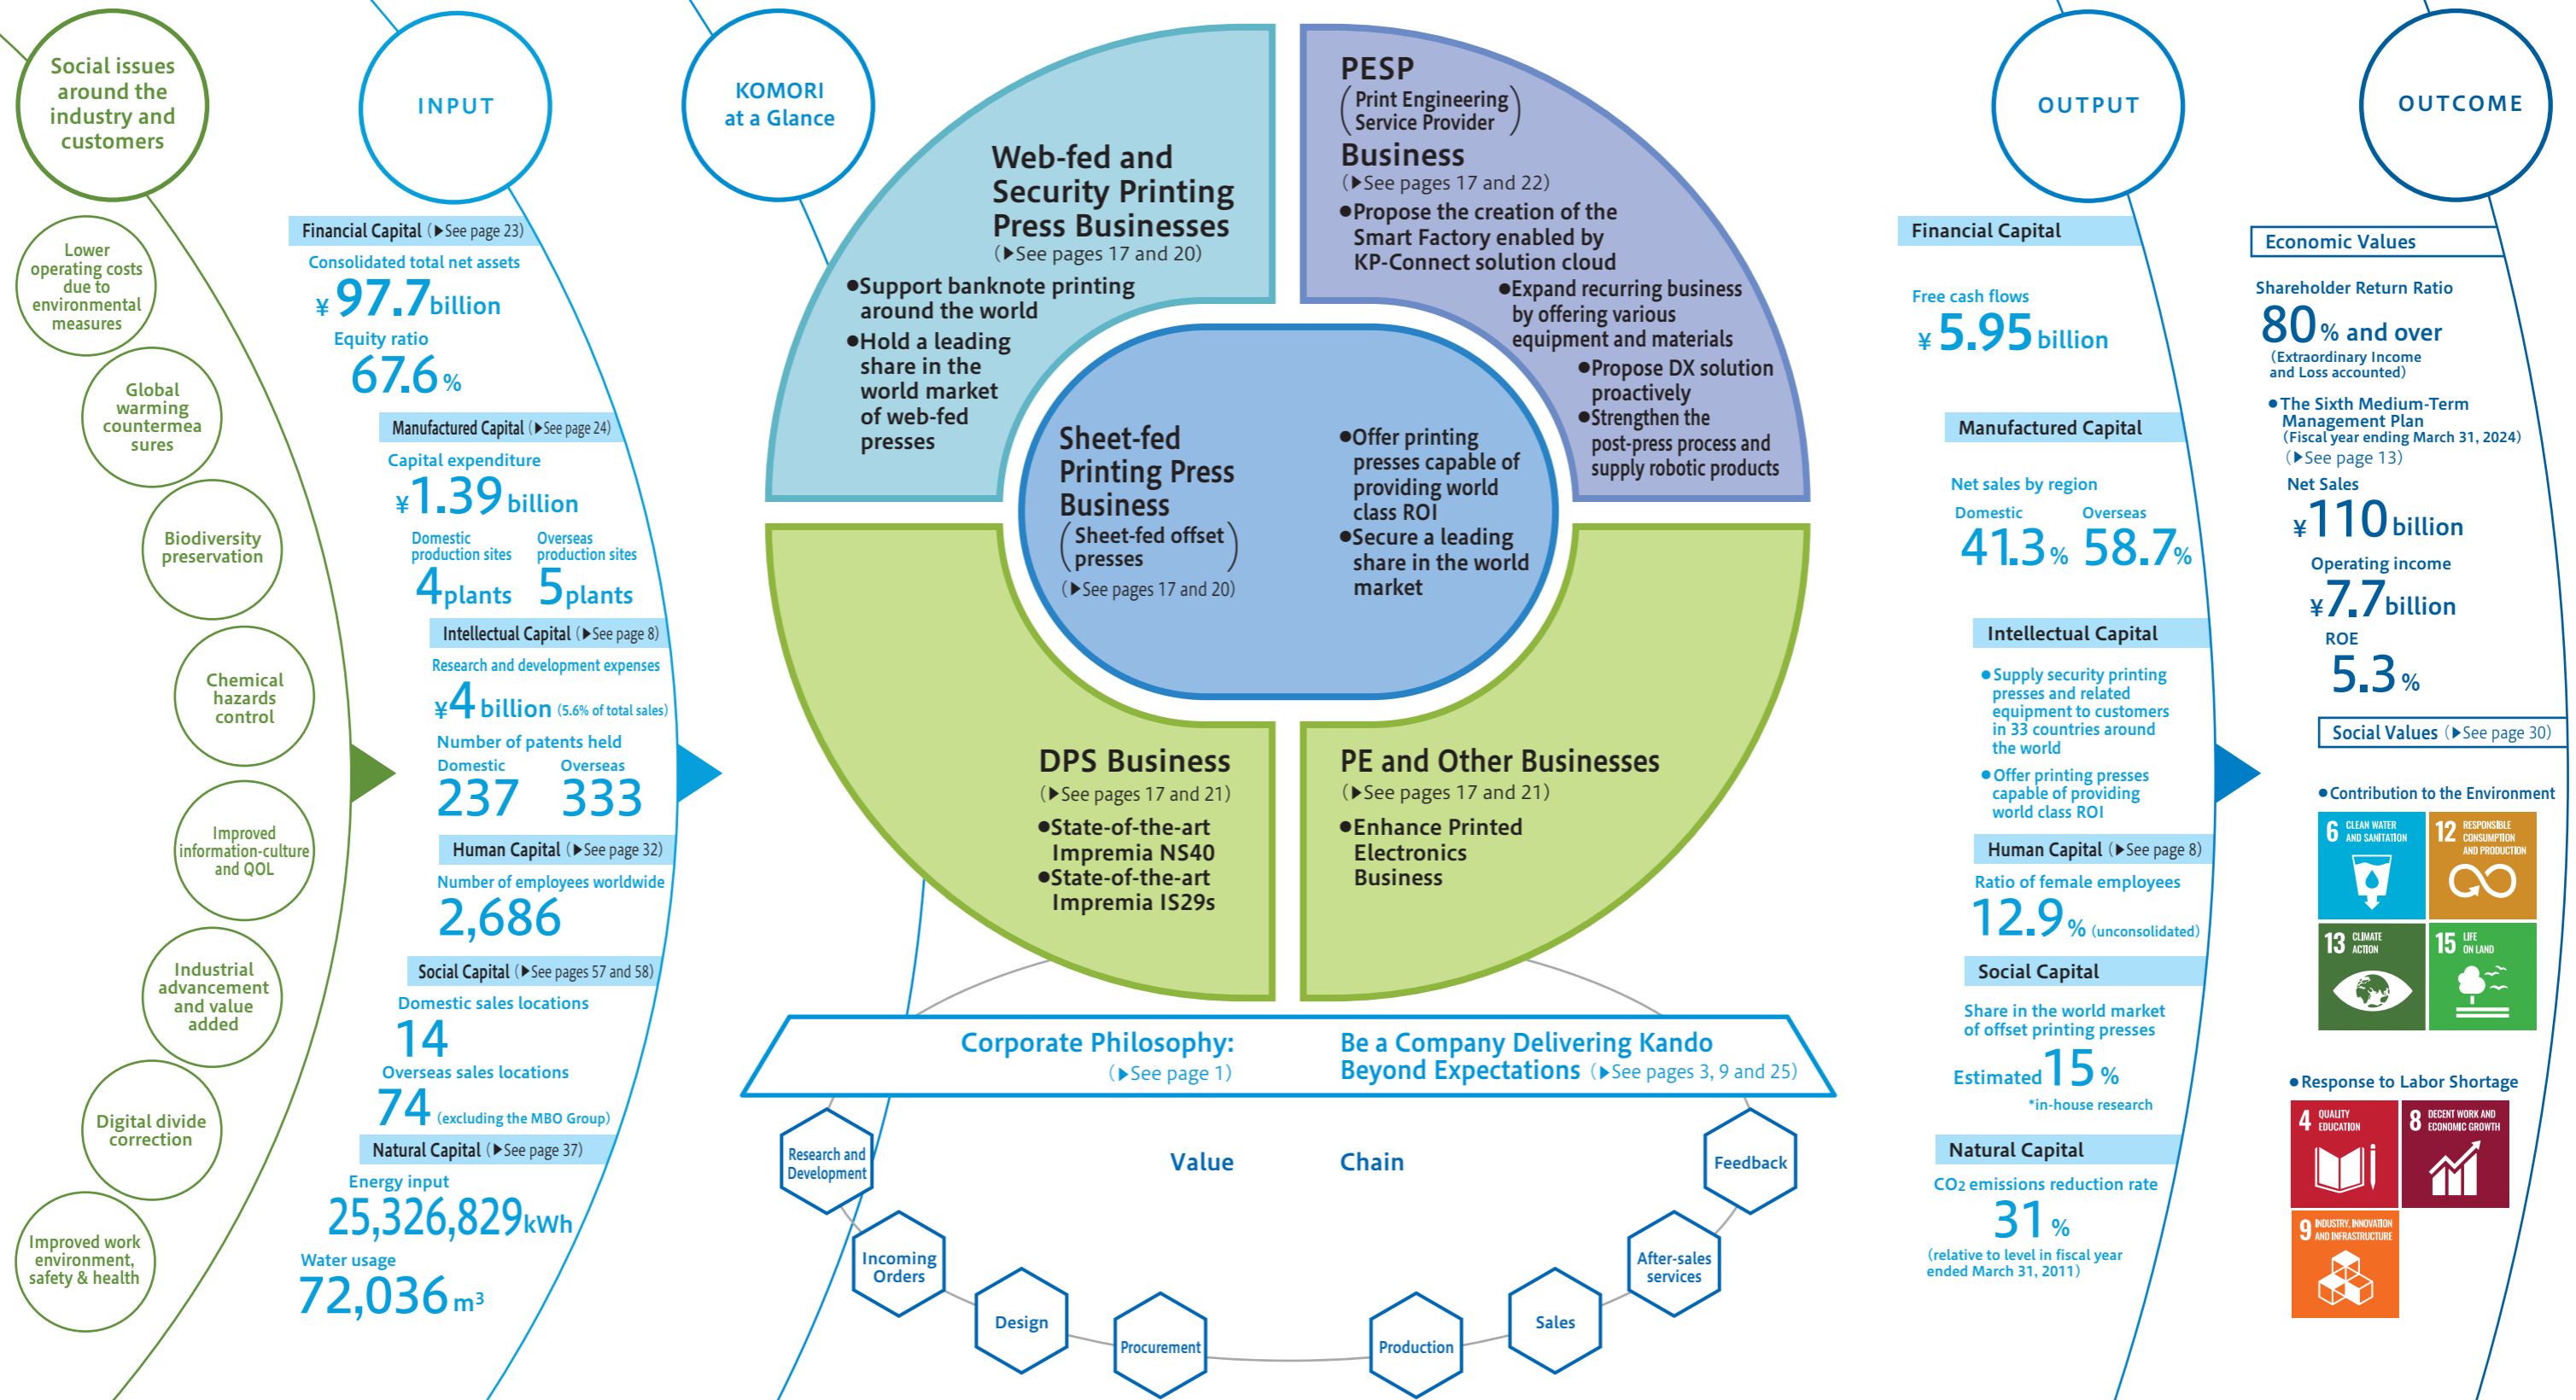 Social issues
around the
industry and
customers
Lower
operating costs
due to
environmental
measures
Global
warming
countermea
sures
Biodiversity
preservation
Chemical
hazards
control
Improved
information-culture
and QOL
Industrial
advancement
and value
added
Digital divide
correction
Improved work
environment,
safety & health
INPUT
Financial Capital (▶See page 23)
Consolidated total net assets
¥ 97.7 billion
Equity ratio
67.6 %
Manufactured Capital (▶See page 24)
Capital expenditure
¥1.39 billion
Domestic
production sites
4 plants
Overseas
production sites
5 plants
Intellectual Capital (▶See page 8)
Research and development expenses
¥4 billion (5.6% of total sales)
Number of patents held
Domestic Overseas
237 333
Human Capital (▶See page 32)
Number of employees worldwide
2,686
Social Capital (▶See pages 57 and 58)
Domestic sales locations
14
Overseas sales locations
74 (excluding the MBO Group)
Natural Capital (▶See page 37)
Energy input
25,326,829kWh
Water usage
72,036 m³
KOMORI
at a Glance
Web-fed and
Security Printing
Press Businesses
(▶See pages 17 and 20)
●Support banknote printing
around the world
●Hold a leading
share in the
world market
of web-fed
presses
PESP
(Print Engineering
Service Provider)
Business
(▶See pages 17 and 22)
●Propose the creation of the
Smart Factory enabled by
KP-Connect solution cloud
●Expand recurring business
by offering various
equipment and materials
●Propose DX solution
proactively
●Strengthen the
post-press process and
supply robotic products
Sheet-fed
Printing Press
Business
(Sheet-fed offset
presses)
(▶See pages 17 and 20)
●Offer printing
presses capable of
providing world
class ROI
●Secure a leading
share in the world
market
DPS Business
(▶See pages 17 and 21)
●State-of-the-art
Impremia NS40
●State-of-the-art
Impremia IS29s
PE and Other Businesses
(▶See pages 17 and 21)
●Enhance Printed
Electronics
Business
Corporate Philosophy:
(▶See page 1)
Be a Company Delivering Kando
Beyond Expectations (▶See pages 3, 9 and 25)
Value Chain
Research and
Development
Incoming
Orders
Design
Procurement
Production
Sales
After-sales
services
Feedback
OUTPUT
Financial Capital
Free cash flows
¥ 5.95 billion
Manufactured Capital
Net sales by region
Domestic Overseas
41.3% 58.7%
Intellectual Capital
●Supply security printing
presses and related
equipment to customers
in 33 countries around
the world
●Offer printing presses
capable of providing
world class ROI
Human Capital (▶See page 8)
Ratio of female employees
12.9 % (unconsolidated)
Social Capital
Share in the world market
of offset printing presses
Estimated 15 %
*in-house research
Natural Capital
CO2 emissions reduction rate
31 %
(relative to level in fiscal year
ended March 31, 2011)
OUTCOME
Economic Values
Shareholder Return Ratio
80 % and over
(Extraordinary Income
and Loss accounted)
●The Sixth Medium-Term
Management Plan
(Fiscal year ending March 31, 2024)
(▶See page 13)
Net Sales
¥110 billion
Operating income
¥7.7 billion
ROE
5.3 %
Social Values (▶See page 30)
●Contribution to the Environment
6 CLEAN WATER
AND SANITATION
12 RESPONSIBLE
CONSUMPTION
AND PRODUCTION
13 CLIMATE
ACTION
15 LIFE
ON LAND
●Response to Labor Shortage
4 QUALITY
EDUCATION
8 DECENT WORK AND
ECONOMIC GROWTH
9 INDUSTRY, INNOVATION
AND INFRASTRUCTURE